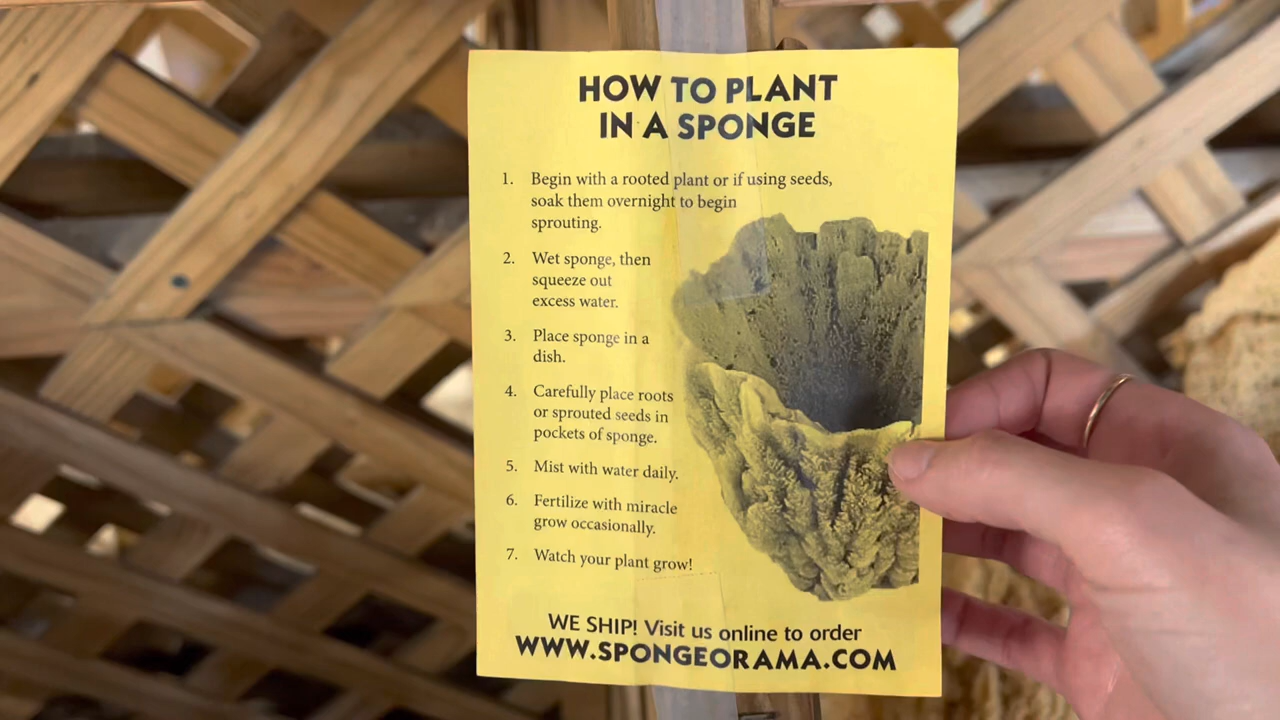 HOW TO PLANT
IN A SPONGE
1. Begin with a rooted plant or if using seeds,
soak them overnight to begin
sprouting.
2. Wet sponge, then
squeeze out
excess water.
3. Place sponge in a
dish.
4. Carefully place roots
or sprouted seeds in
pockets of sponge.
5. Mist with water daily.
6. Fertilize with miracle
grow occasionally.
7. Watch your plant grow!
WE SHIP! Visit us online to order
WWW.SPONGEORAMA.COM